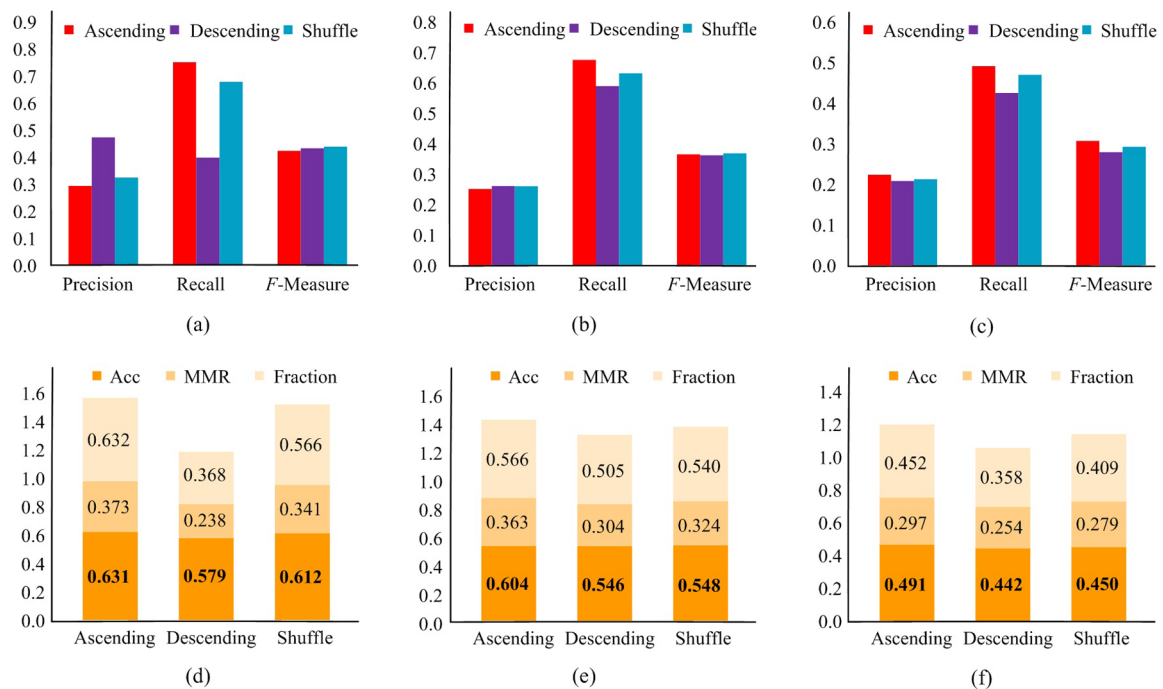 Ascending Descending Shuffle
0.9
0.8
0.7
0.6
0.5
0.4
0.3
0.2
0.1
0.0
Precision Recall F-Measure
(a)
Ascending Descending Shuffle
0.8
0.7
0.6
0.5
0.4
0.3
0.2
0.1
0.0
Precision Recall F-Measure
(b)
Ascending Descending Shuffle
0.6
0.5
0.4
0.3
0.2
0.1
0.0
Precision Recall F-Measure
(c)
Acc MMR Fraction
1.6
1.4
1.2
1.0
0.8
0.6
0.4
0.2
0.0
0.632 0.368 0.566
0.373 0.238 0.341
0.631 0.579 0.612
Ascending Descending Shuffle
(d)
Acc MMR Fraction
1.6
1.4
1.2
1.0
0.8
0.6
0.4
0.2
0.0
0.566 0.505 0.540
0.363 0.304 0.324
0.604 0.546 0.548
Ascending Descending Shuffle
(e)
Acc MMR Fraction
1.4
1.2
1.0
0.8
0.6
0.4
0.2
0.0
0.452 0.358 0.409
0.297 0.254 0.279
0.491 0.442 0.450
Ascending Descending Shuffle
(f)